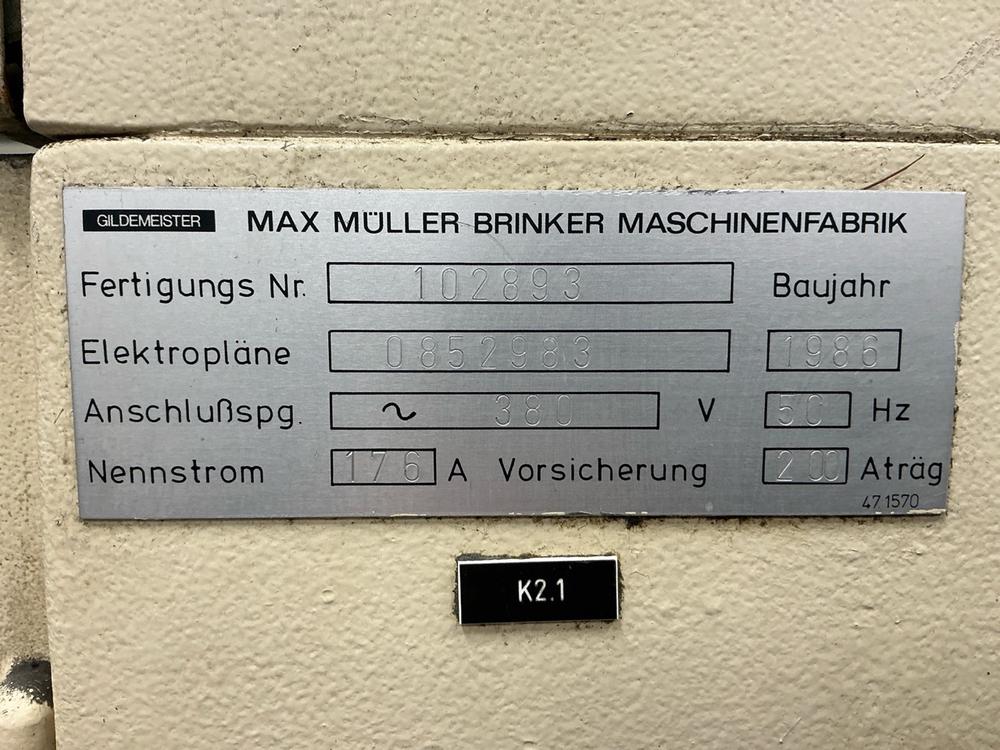 GILDEMEISTER MAX MÜLLER BRINKER MASCHINENFABRIK
Fertigungs Nr. 102893 Baujahr
Elektropläne 0852983 1986
Anschlußspg. ~ 380 V 50 Hz
Nennstrom 176 A Vorsicherung 200 Aträg
471570
K2.1